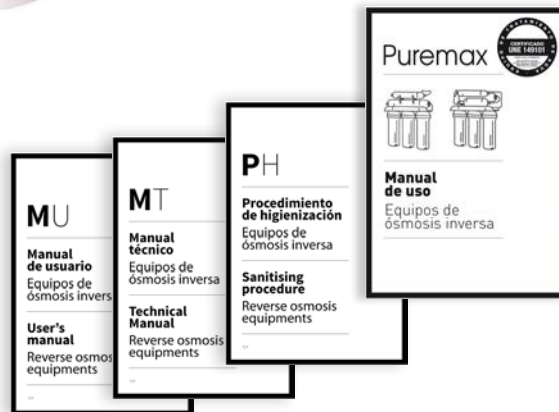 MU
Manual
de usuario
Equipos de
ósmosis invers
User's
manual
Reverse osmos
equipments
MT
Manual
técnico
Equipos de
ósmosis inversa
Technical
Manual
Reverse osmosis
equipments
PH
Procedimiento
de higienización
Equipos de
ósmosis inversa
Sanitising
procedure
Reverse osmosis
equipments
Puremax
CERTIFICADO
UNE 149101
Manual
de uso
Equipos de
ósmosis inversa